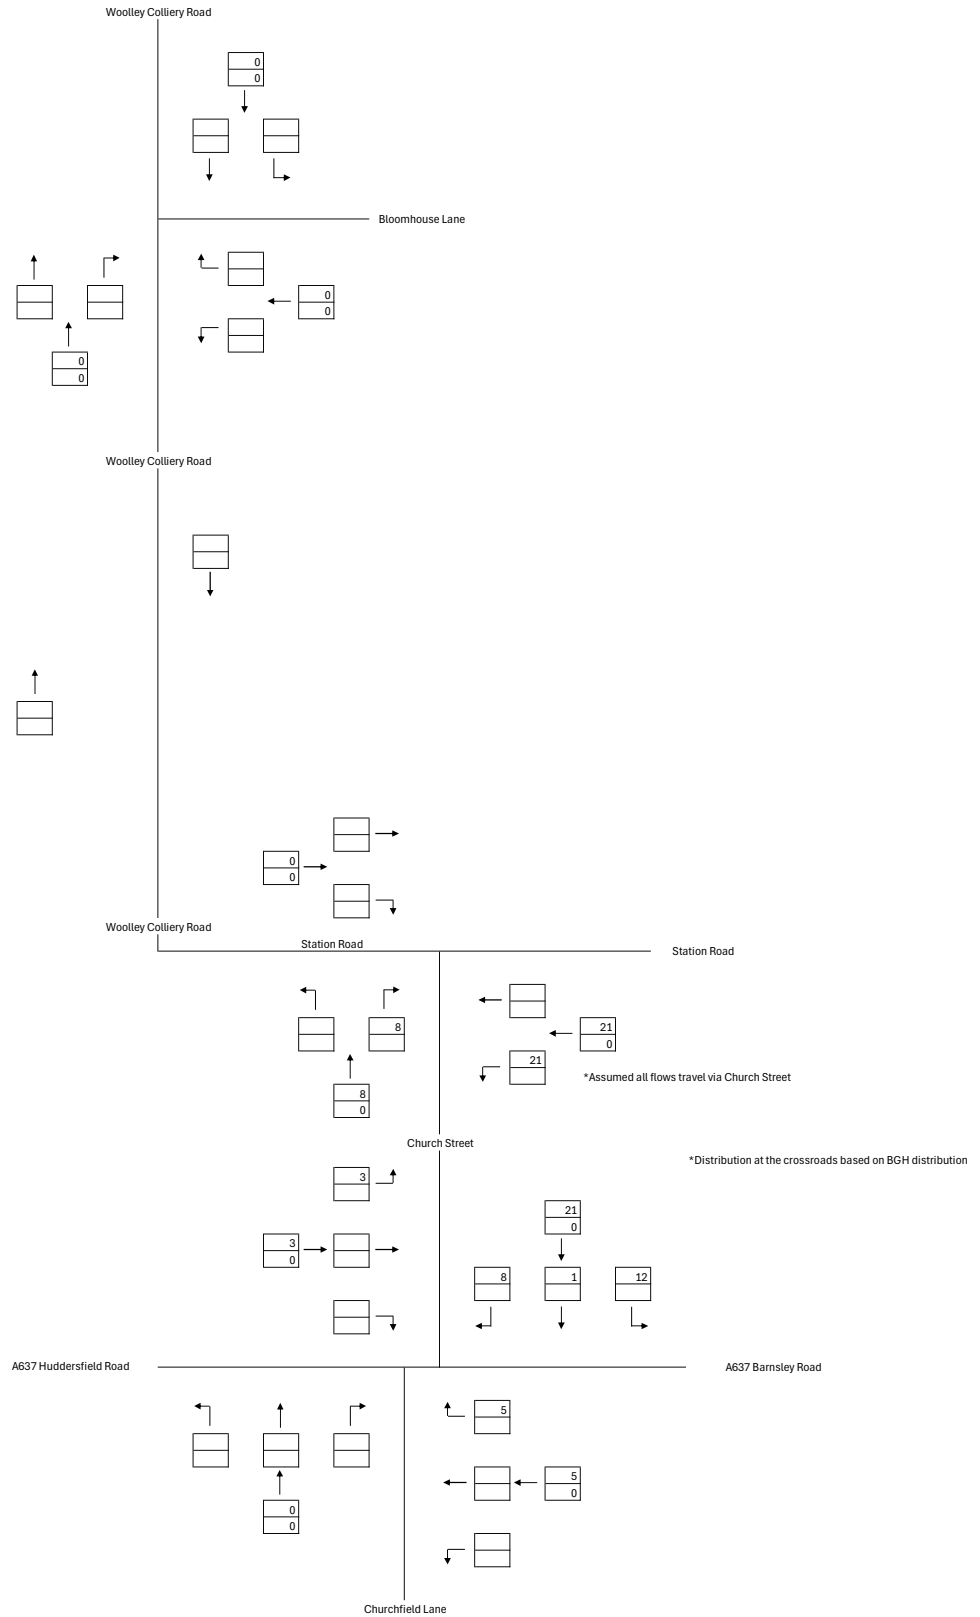 Woolley Colliery Road
0
0
Bloomhouse Lane
0
0
0
0
Woolley Colliery Road
0
0
Woolley Colliery Road
Station Road
Station Road
8
21
0
21
*Assumed all flows travel via Church Street
8
0
Church Street
*Distribution at the crossroads based on BGH distribution
3
21
0
3
0
8
1
12
A637 Huddersfield Road
A637 Barnsley Road
5
5
0
0
0
Churchfield Lane